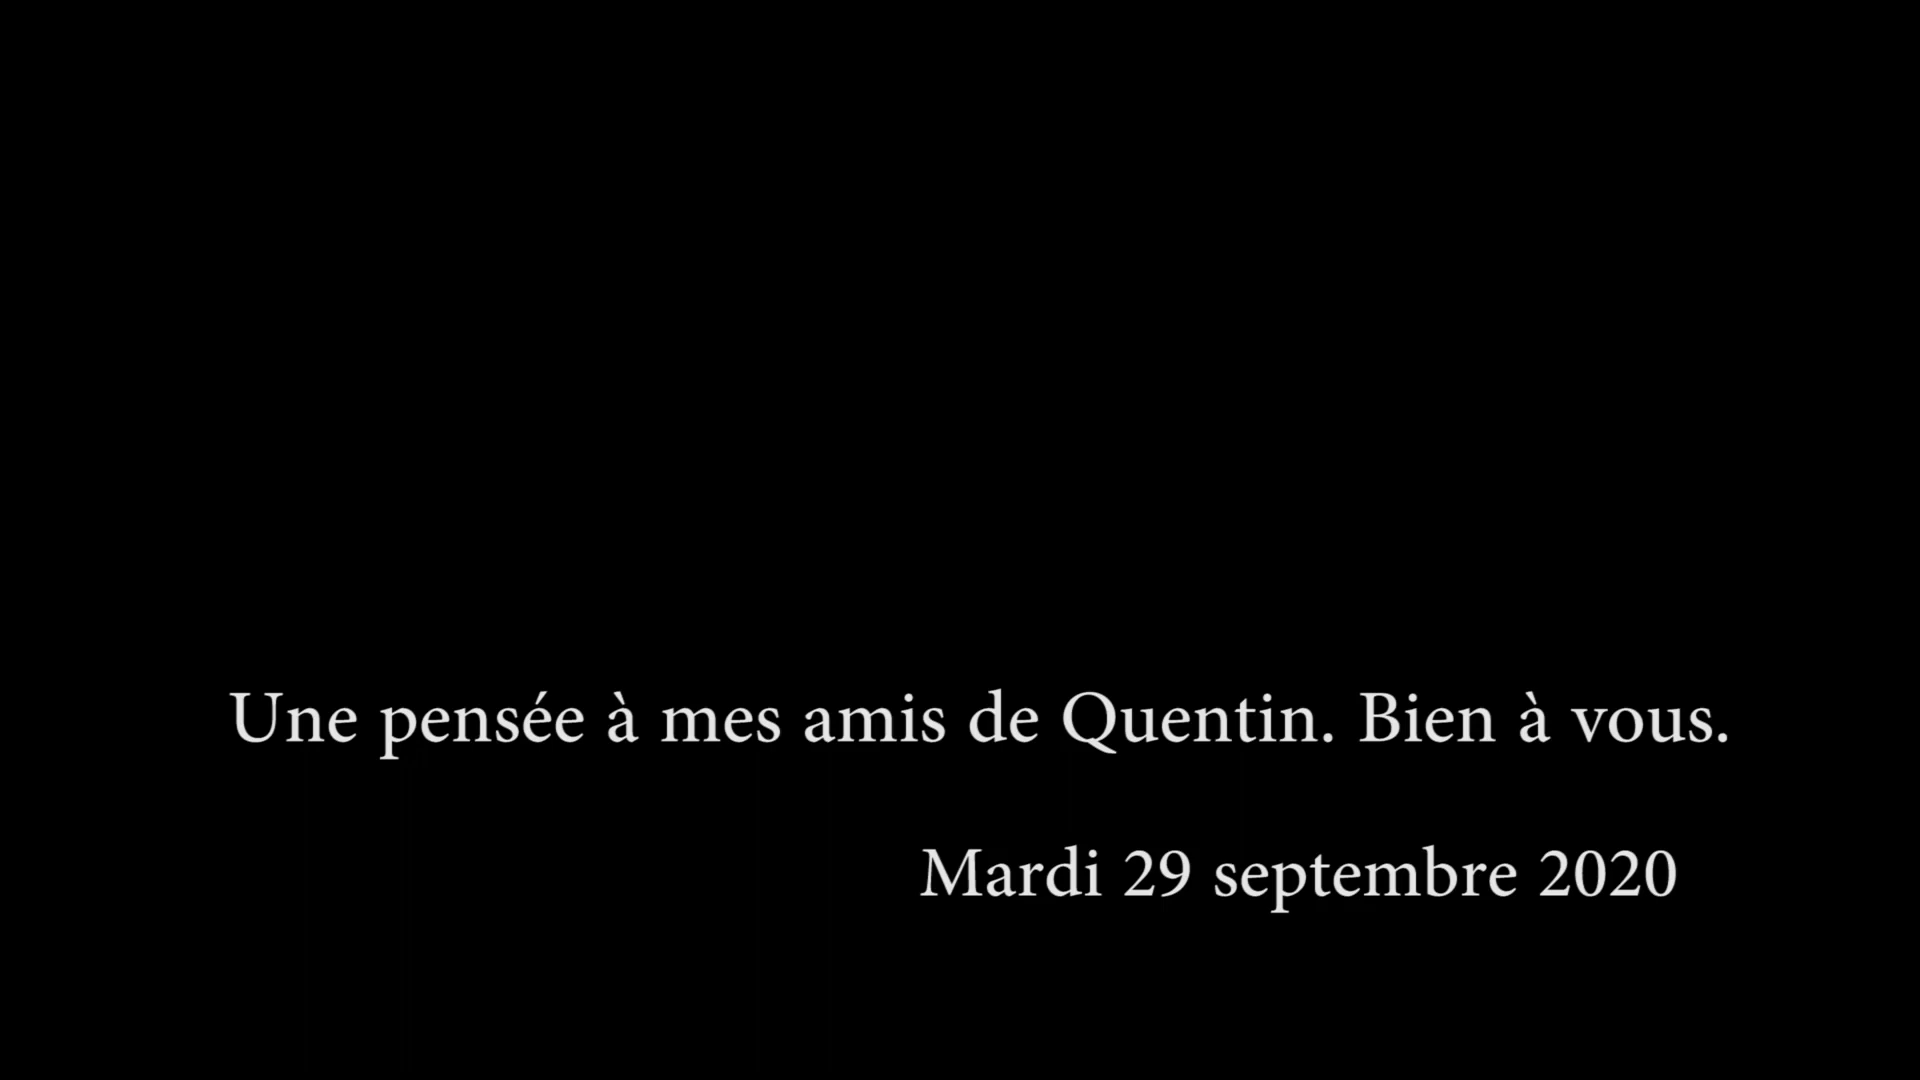 Une pensée à mes amis de Quentin. Bien à vous.
Mardi 29 septembre 2020